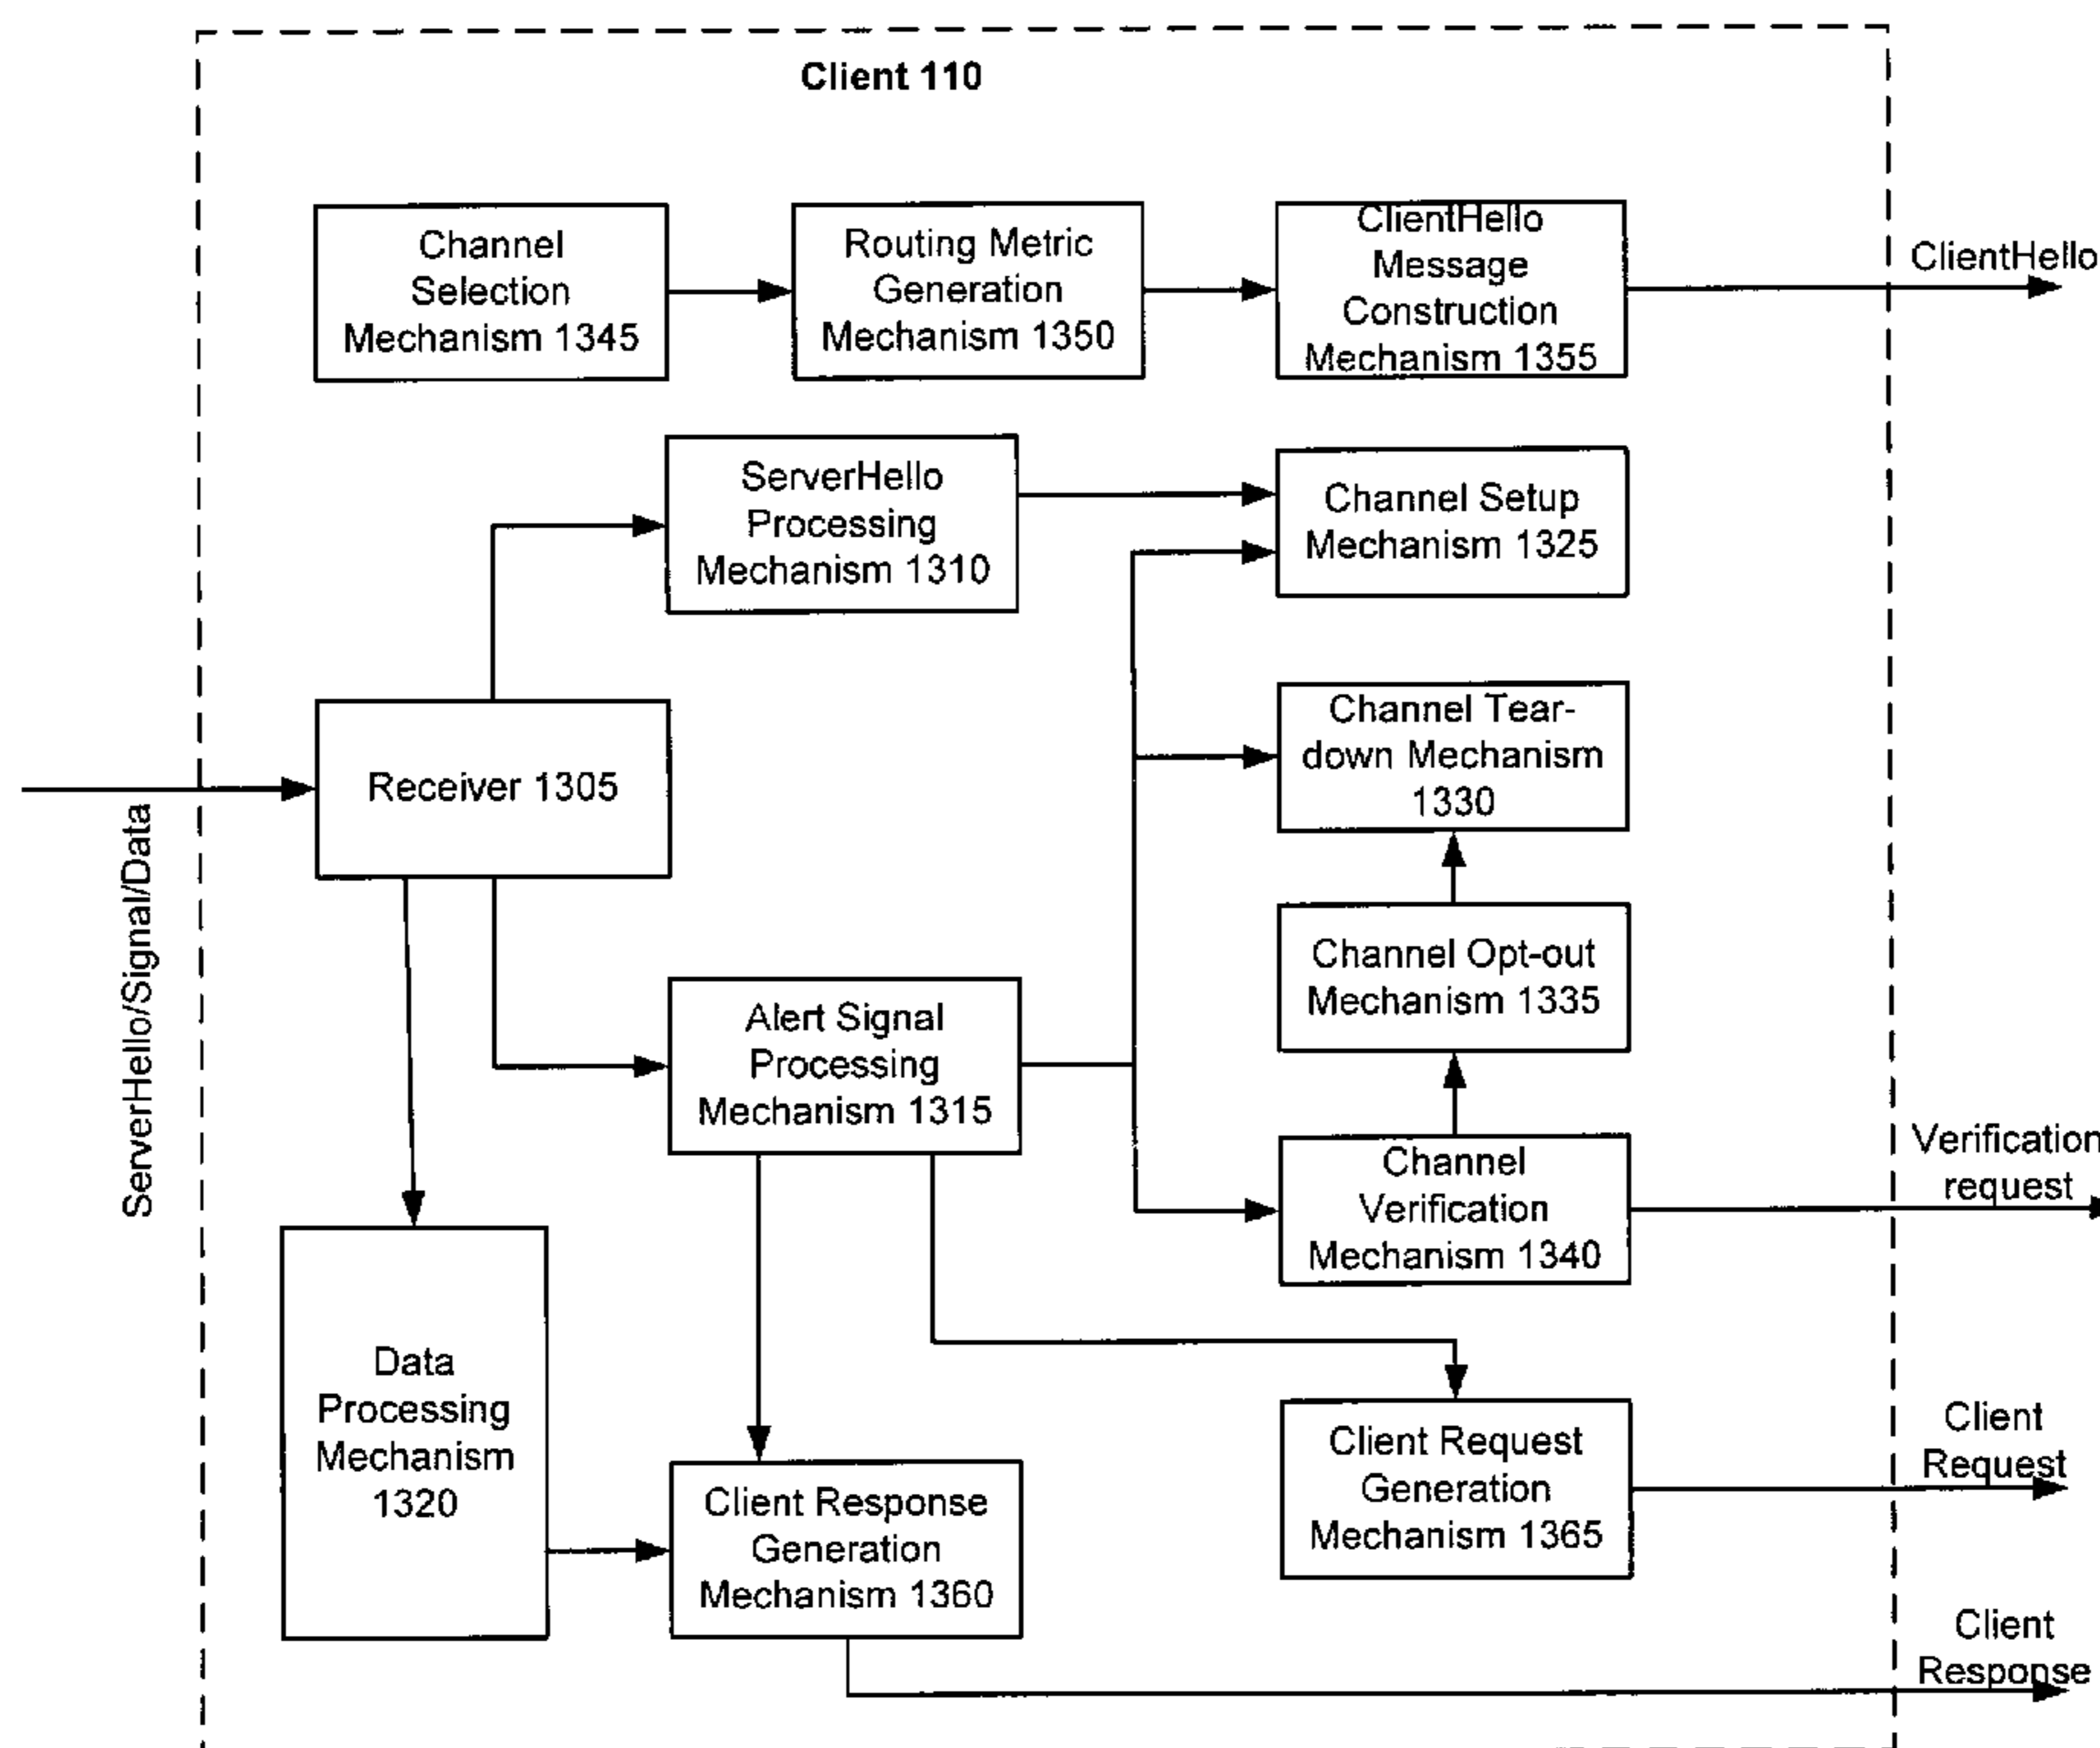 Client 110
Channel
Selection
Mechanism 1345
Routing Metric
Generation
Mechanism 1350
ClientHello
Message
Construction
Mechanism 1355
ClientHello
ServerHello
Processing
Mechanism 1310
Channel Setup
Mechanism 1325
Receiver 1305
Channel Tear-
down Mechanism
1330
ServerHello/Signal/Data
Channel Opt-out
Mechanism 1335
Alert Signal
Processing
Mechanism 1315
Channel
Verification
Mechanism 1340
Verification
request
Data
Processing
Mechanism
1320
Client Response
Generation
Mechanism 1360
Client Request
Generation
Mechanism 1365
Client
Request
Client
Response